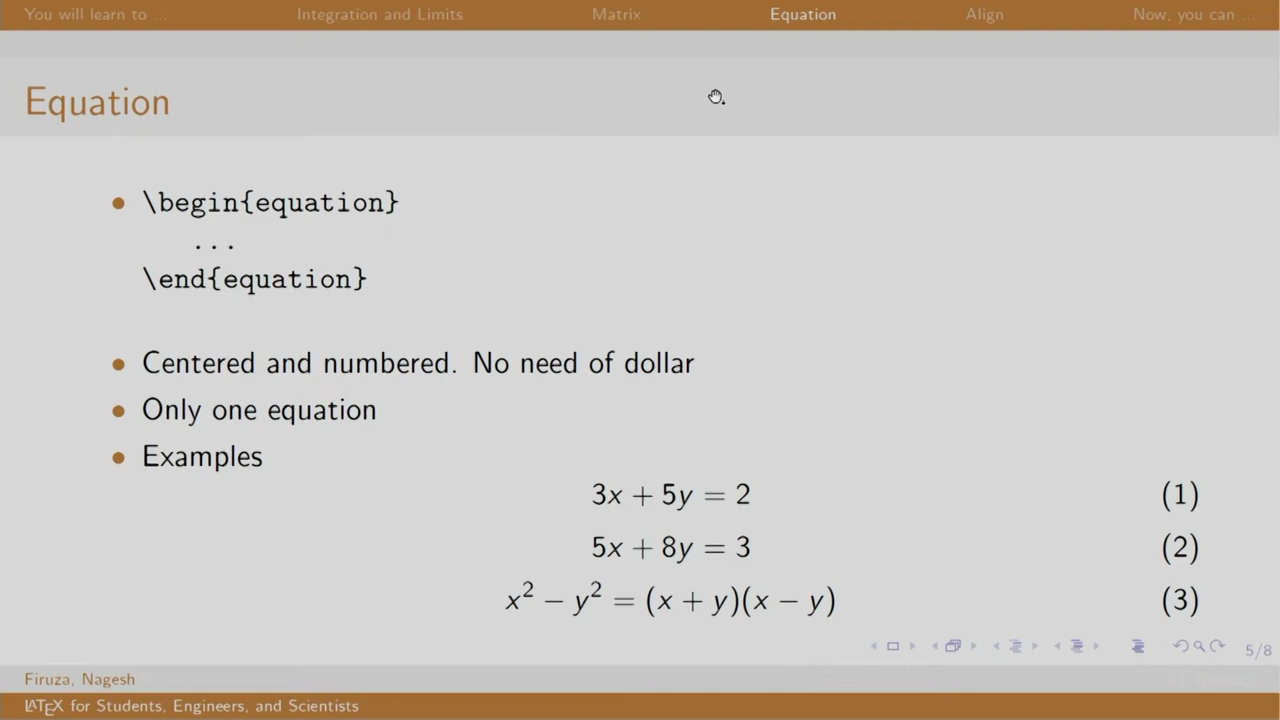 You will learn to ... Integration and Limits Matrix Equation Align Now, you can ...
Equation
• \begin{equation}
...
\end{equation}
• Centered and numbered. No need of dollar
• Only one equation
• Examples
3x + 5y = 2 (1)
5x + 8y = 3 (2)
x² − y² = (x + y)(x − y) (3)
5/8
Firuza, Nagesh
LATEX for Students, Engineers, and Scientists